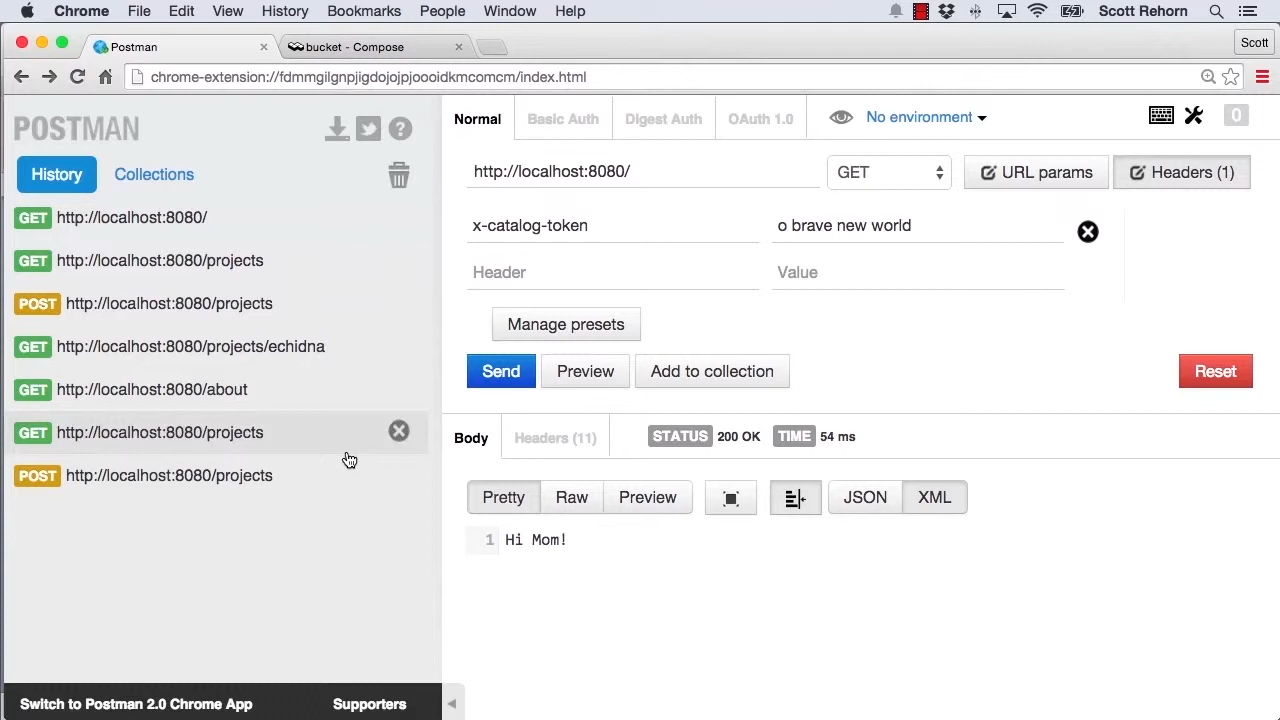 Chrome File Edit View History Bookmarks People Window Help Scott Rehorn
Postman bucket - Compose Scott
chrome-extension://fdmmgilgnpjigdojojpjoooidkmcomcm/index.html
POSTMAN
History Collections
GET http://localhost:8080/
GET http://localhost:8080/projects
POST http://localhost:8080/projects
GET http://localhost:8080/projects/echidna
GET http://localhost:8080/about
GET http://localhost:8080/projects
POST http://localhost:8080/projects
Switch to Postman 2.0 Chrome App Supporters
Normal Basic Auth Digest Auth OAuth 1.0 No environment 0
http://localhost:8080/ GET URL params Headers (1)
x-catalog-token o brave new world
Header Value
Manage presets
Send Preview Add to collection Reset
Body Headers (11) STATUS 200 OK TIME 54 ms
Pretty Raw Preview JSON XML
1 Hi Mom!